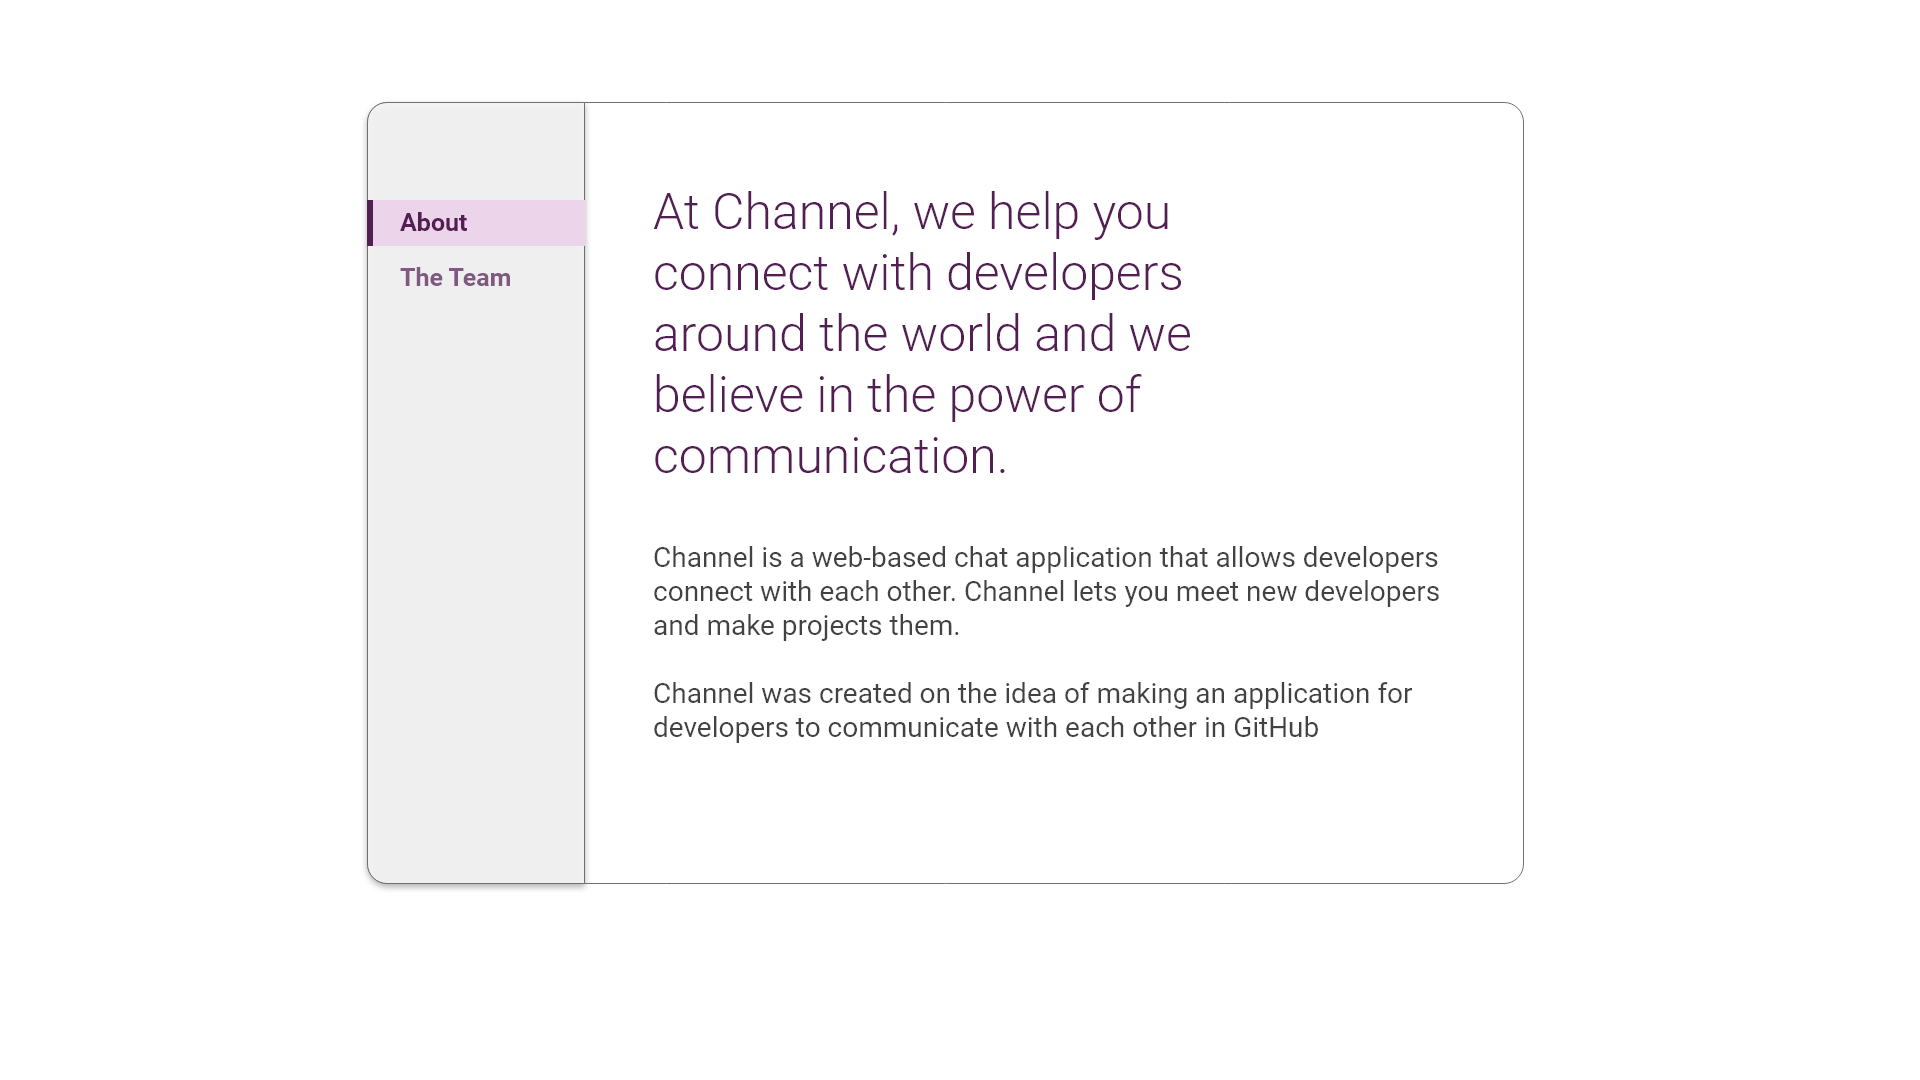 About
The Team
At Channel, we help you
connect with developers
around the world and we
believe in the power of
communication.
Channel is a web-based chat application that allows developers
connect with each other. Channel lets you meet new developers
and make projects them.
Channel was created on the idea of making an application for
developers to communicate with each other in GitHub